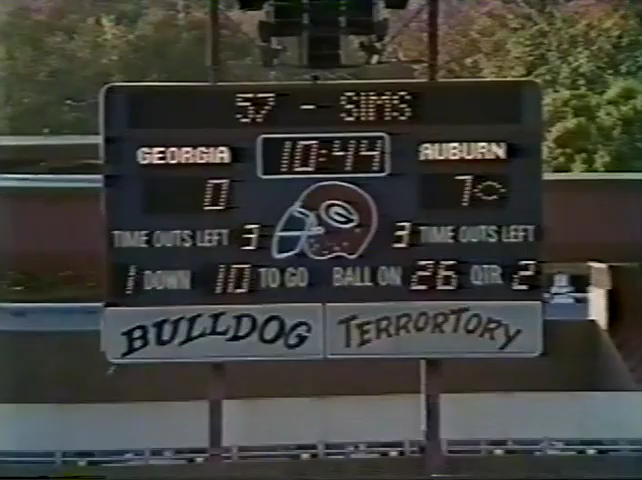 57 - SIMS
GEORGIA 10:44 AUBURN
0 7
G
TIME OUTS LEFT 3 3 TIME OUTS LEFT
1 DOWN 10 TO GO BALL ON 26 QTR 2
BULLDOG TERRORTORY